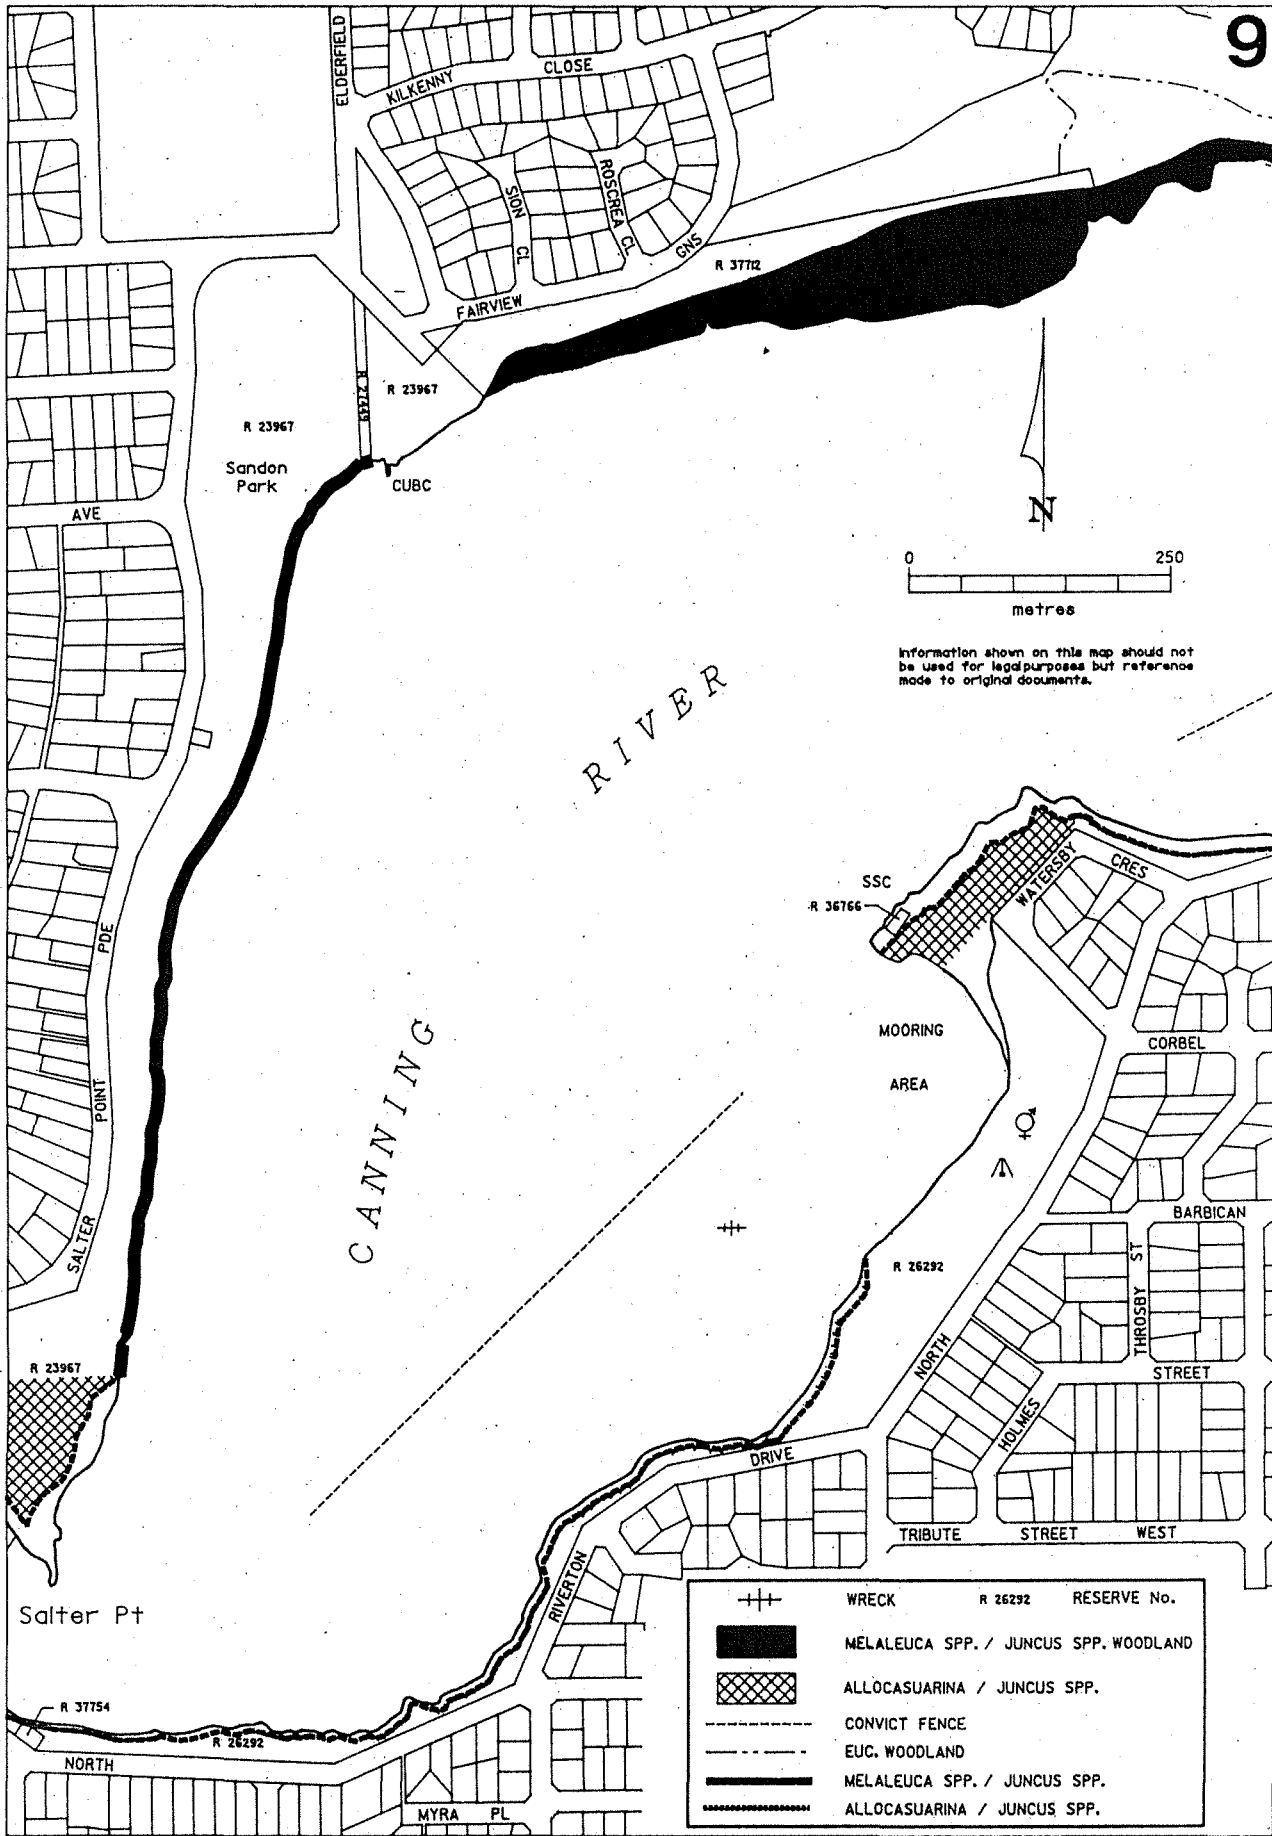 9
ELDERFIELD
KILKENNY
CLOSE
SION
CL
ROSCREA CL
GNS
FAIRVIEW
R 37712
R 27449
R 23967
R 23967
Sandon
Park
CUBC
AVE
N
0 250
metres
Information shown on this map should not
be used for legal purposes but reference
made to original documents.
RIVER
CANNING
SSC
R 36766
WATERSBY
CRES
MOORING
AREA
CORBEL
PDE
POINT
SALTER
BARBICAN
THROSBY ST
R 26292
NORTH
STREET
HOLMES
R 23967
DRIVE
TRIBUTE STREET WEST
RIVERTON
Salter Pt
R 37754
R 26292
NORTH
MYRA PL
WRECK R 26292 RESERVE No.
MELALEUCA SPP. / JUNCUS SPP. WOODLAND
ALLOCASUARINA / JUNCUS SPP.
CONVICT FENCE
EUC. WOODLAND
MELALEUCA SPP. / JUNCUS SPP.
ALLOCASUARINA / JUNCUS SPP.